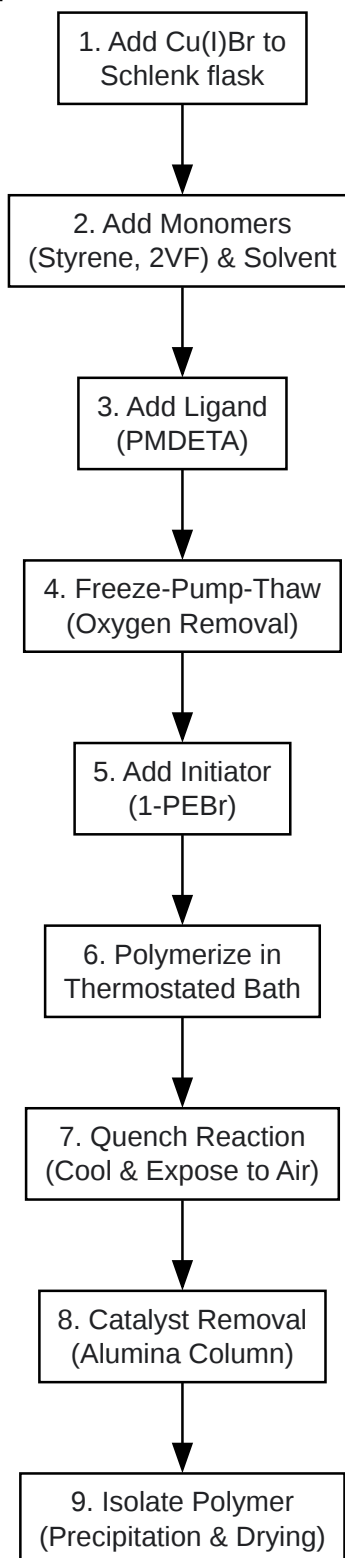 1. Add Cu(I)Br to
Schlenk flask
2. Add Monomers
(Styrene, 2VF) & Solvent
3. Add Ligand
(PMDETA)
4. Freeze-Pump-Thaw
(Oxygen Removal)
5. Add Initiator
(1-PEBr)
6. Polymerize in
Thermostated Bath
7. Quench Reaction
(Cool & Expose to Air)
8. Catalyst Removal
(Alumina Column)
9. Isolate Polymer
(Precipitation & Drying)